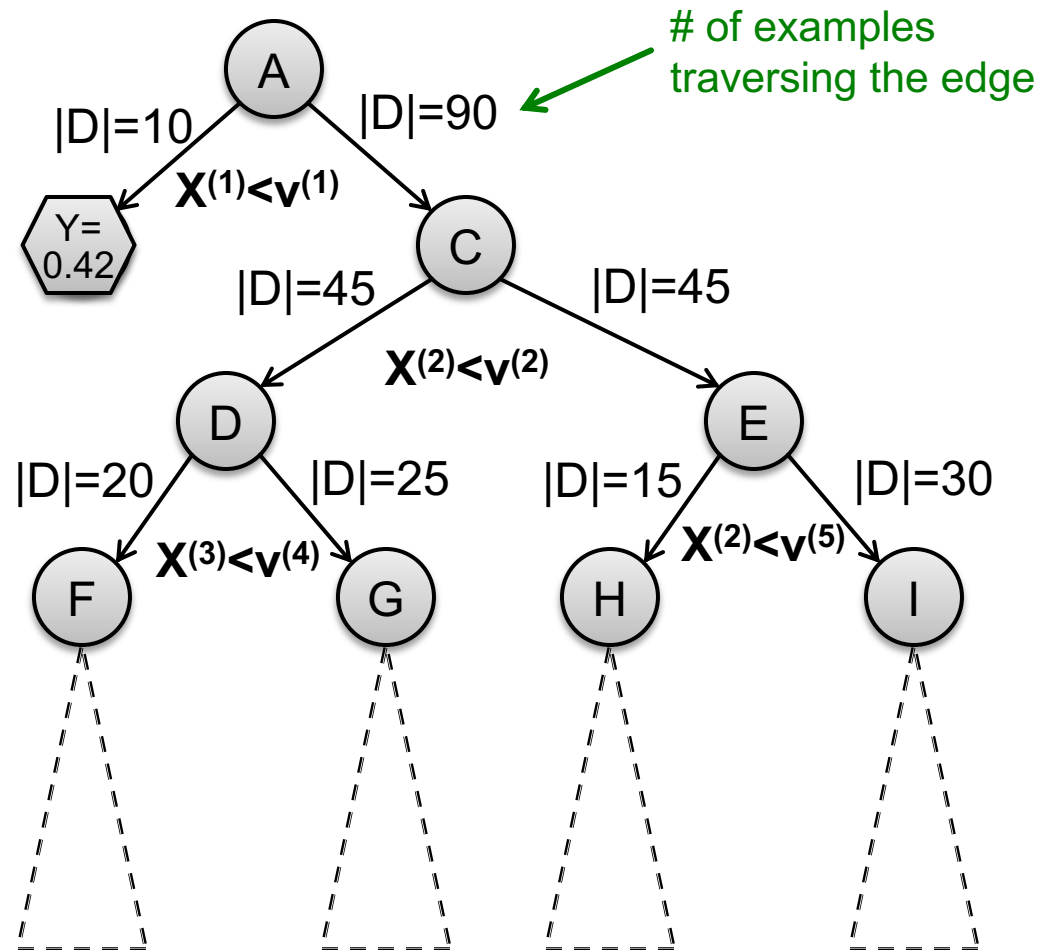 # of examples
traversing the edge
A
|D|=10
|D|=90
X⁽¹⁾<v⁽¹⁾
Y=
0.42
C
|D|=45
|D|=45
X⁽²⁾<v⁽²⁾
D
E
|D|=20
|D|=25
|D|=15
|D|=30
X⁽³⁾<v⁽⁴⁾
X⁽²⁾<v⁽⁵⁾
F
G
H
I